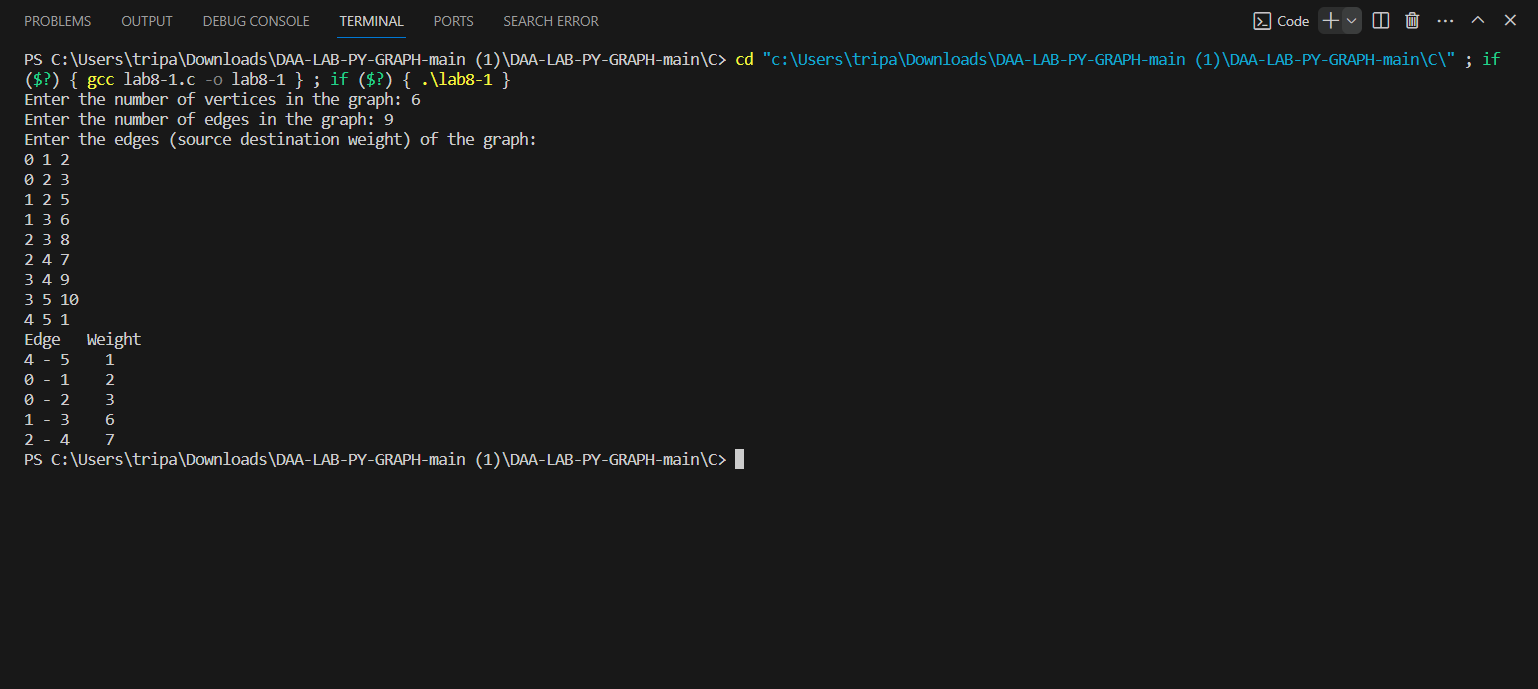 PROBLEMS OUTPUT DEBUG CONSOLE TERMINAL PORTS SEARCH ERROR Code
PS C:\Users\tripa\Downloads\DAA-LAB-PY-GRAPH-main (1)\DAA-LAB-PY-GRAPH-main\C> cd "c:\Users\tripa\Downloads\DAA-LAB-PY-GRAPH-main (1)\DAA-LAB-PY-GRAPH-main\C\" ; if
($?) { gcc lab8-1.c -o lab8-1 } ; if ($?) { .\lab8-1 }
Enter the number of vertices in the graph: 6
Enter the number of edges in the graph: 9
Enter the edges (source destination weight) of the graph:
0 1 2
0 2 3
1 2 5
1 3 6
2 3 8
2 4 7
3 4 9
3 5 10
4 5 1
Edge   Weight
4 - 5    1
0 - 1    2
0 - 2    3
1 - 3    6
2 - 4    7
PS C:\Users\tripa\Downloads\DAA-LAB-PY-GRAPH-main (1)\DAA-LAB-PY-GRAPH-main\C>